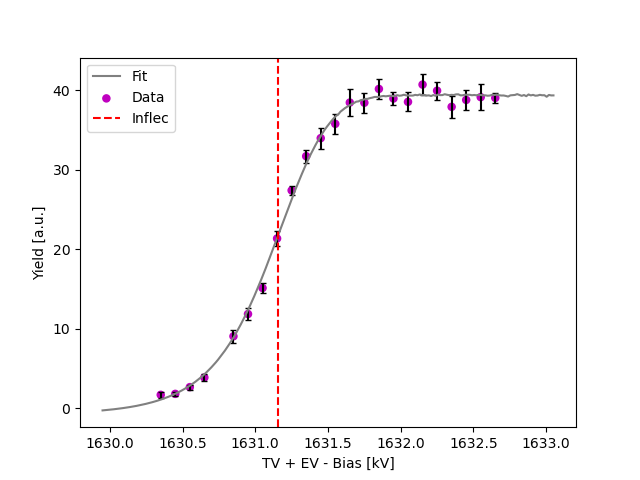 Fit
Data
Inflec
Yield [a.u.]
40
30
20
10
0
1630.0 1630.5 1631.0 1631.5 1632.0 1632.5 1633.0
TV + EV - Bias [kV]